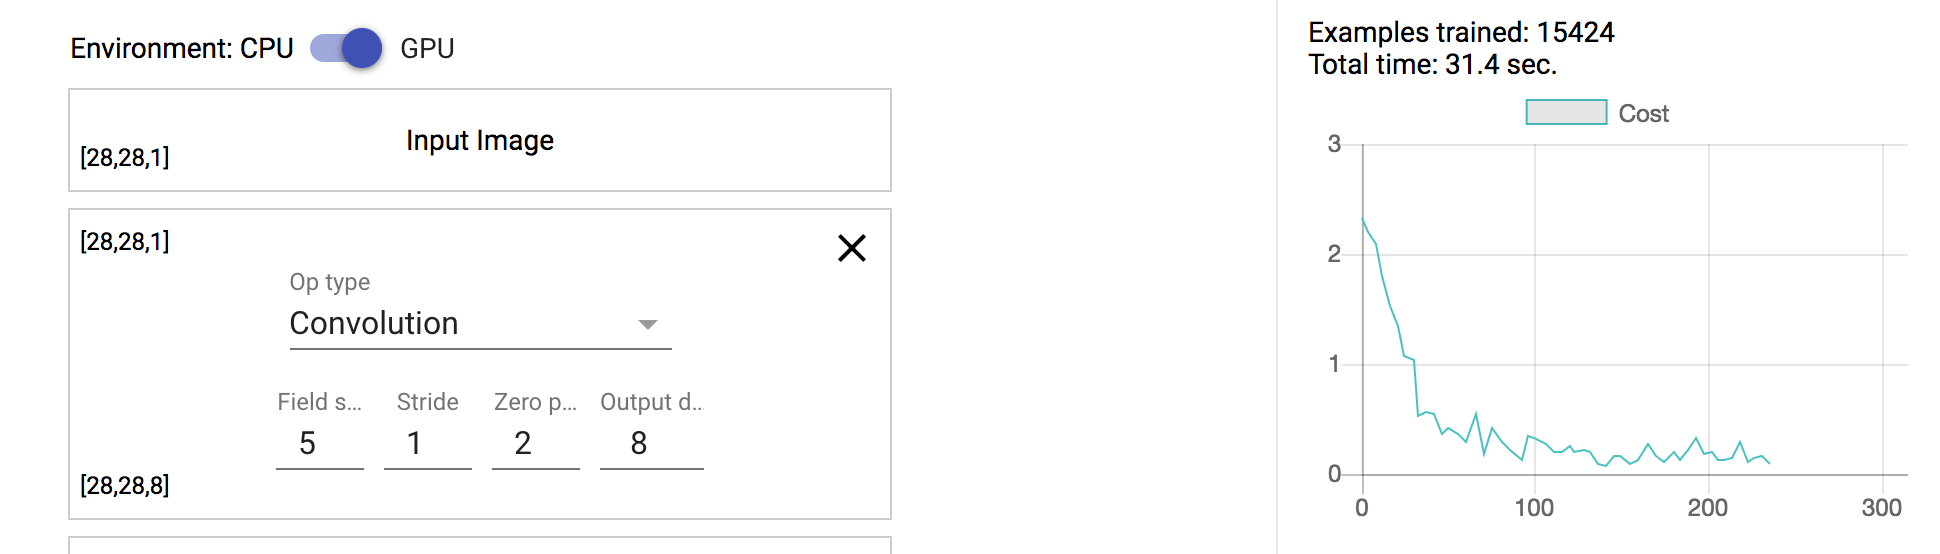 Environment: CPU GPU
Input Image
[28,28,1]
[28,28,1]
Op type
Convolution
Field s... Stride Zero p... Output d..
5 1 2 8
[28,28,8]
Examples trained: 15424
Total time: 31.4 sec.
Cost
3
2
1
0
0 100 200 300